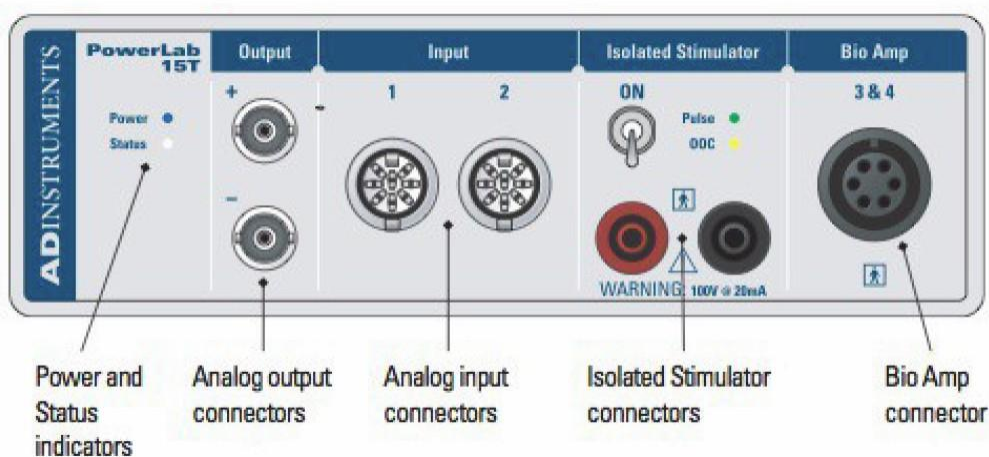 ADINSTRUMENTS
PowerLab
15T
Power
Status
Output
+
-
Input
1
2
Isolated Stimulator
ON
Pulse
OOC
WARNING: 100V @ 20mA
Bio Amp
3 & 4
Power and
Status
indicators
Analog output
connectors
Analog input
connectors
Isolated Stimulator
connectors
Bio Amp
connector